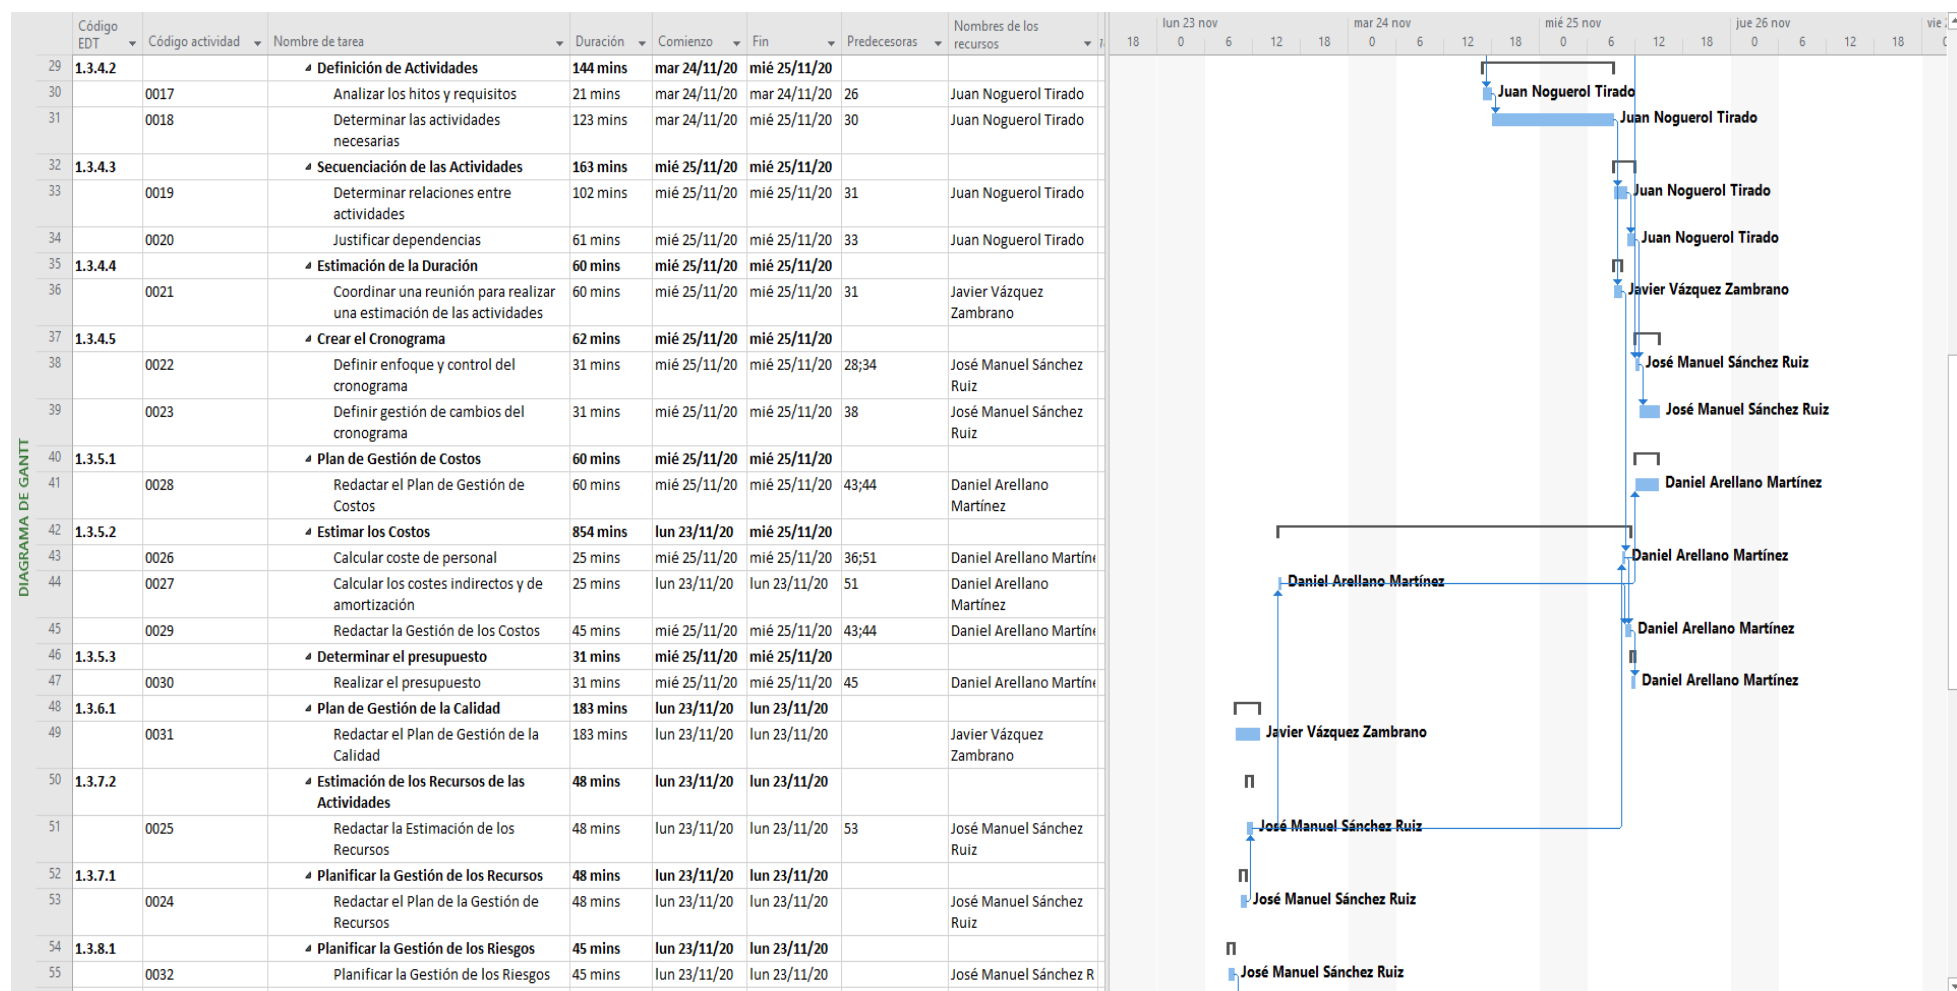 Código EDT Código actividad Nombre de tarea Duración Comienzo Fin Predecesoras Nombres de los recursos
lun 23 nov mar 24 nov mié 25 nov jue 26 nov vie
18 0 6 12 18 0 6 12 18 0 6 12 18 0 6 12 18
DIAGRAMA DE GANTT
29 1.3.4.2 Definición de Actividades 144 mins mar 24/11/20 mié 25/11/20
30 0017 Analizar los hitos y requisitos 21 mins mar 24/11/20 mar 24/11/20 26 Juan Noguerol Tirado Juan Noguerol Tirado
31 0018 Determinar las actividades 123 mins mar 24/11/20 mié 25/11/20 30 Juan Noguerol Tirado Juan Noguerol Tirado
necesarias
32 1.3.4.3 Secuenciación de las Actividades 163 mins mié 25/11/20 mié 25/11/20
33 0019 Determinar relaciones entre 102 mins mié 25/11/20 mié 25/11/20 31 Juan Noguerol Tirado Juan Noguerol Tirado
actividades
34 0020 Justificar dependencias 61 mins mié 25/11/20 mié 25/11/20 33 Juan Noguerol Tirado Juan Noguerol Tirado
35 1.3.4.4 Estimación de la Duración 60 mins mié 25/11/20 mié 25/11/20
36 0021 Coordinar una reunión para realizar 60 mins mié 25/11/20 mié 25/11/20 31 Javier Vázquez Javier Vázquez Zambrano
una estimación de las actividades Zambrano
37 1.3.4.5 Crear el Cronograma 62 mins mié 25/11/20 mié 25/11/20
38 0022 Definir enfoque y control del 31 mins mié 25/11/20 mié 25/11/20 28;34 José Manuel Sánchez José Manuel Sánchez Ruiz
cronograma Ruiz
39 0023 Definir gestión de cambios del 31 mins mié 25/11/20 mié 25/11/20 38 José Manuel Sánchez José Manuel Sánchez Ruiz
cronograma Ruiz
40 1.3.5.1 Plan de Gestión de Costos 60 mins mié 25/11/20 mié 25/11/20
41 0028 Redactar el Plan de Gestión de 60 mins mié 25/11/20 mié 25/11/20 43;44 Daniel Arellano Daniel Arellano Martínez
Costos Martínez
42 1.3.5.2 Estimar los Costos 854 mins lun 23/11/20 mié 25/11/20
43 0026 Calcular coste de personal 25 mins mié 25/11/20 mié 25/11/20 36;51 Daniel Arellano Martíne Daniel Arellano Martínez
44 0027 Calcular los costes indirectos y de 25 mins lun 23/11/20 lun 23/11/20 51 Daniel Arellano Daniel Arellano Martínez
amortización Martínez
45 0029 Redactar la Gestión de los Costos 45 mins mié 25/11/20 mié 25/11/20 43;44 Daniel Arellano Martíne Daniel Arellano Martínez
46 1.3.5.3 Determinar el presupuesto 31 mins mié 25/11/20 mié 25/11/20
47 0030 Realizar el presupuesto 31 mins mié 25/11/20 mié 25/11/20 45 Daniel Arellano Martíne Daniel Arellano Martínez
48 1.3.6.1 Plan de Gestión de la Calidad 183 mins lun 23/11/20 lun 23/11/20
49 0031 Redactar el Plan de Gestión de la 183 mins lun 23/11/20 lun 23/11/20 Javier Vázquez Javier Vázquez Zambrano
Calidad Zambrano
50 1.3.7.2 Estimación de los Recursos de las 48 mins lun 23/11/20 lun 23/11/20
Actividades
51 0025 Redactar la Estimación de los 48 mins lun 23/11/20 lun 23/11/20 53 José Manuel Sánchez José Manuel Sánchez Ruiz
Recursos Ruiz
52 1.3.7.1 Planificar la Gestión de los Recursos 48 mins lun 23/11/20 lun 23/11/20
53 0024 Redactar el Plan de la Gestión de 48 mins lun 23/11/20 lun 23/11/20 José Manuel Sánchez José Manuel Sánchez Ruiz
Recursos Ruiz
54 1.3.8.1 Planificar la Gestión de los Riesgos 45 mins lun 23/11/20 lun 23/11/20
55 0032 Planificar la Gestión de los Riesgos 45 mins lun 23/11/20 lun 23/11/20 José Manuel Sánchez R José Manuel Sánchez Ruiz